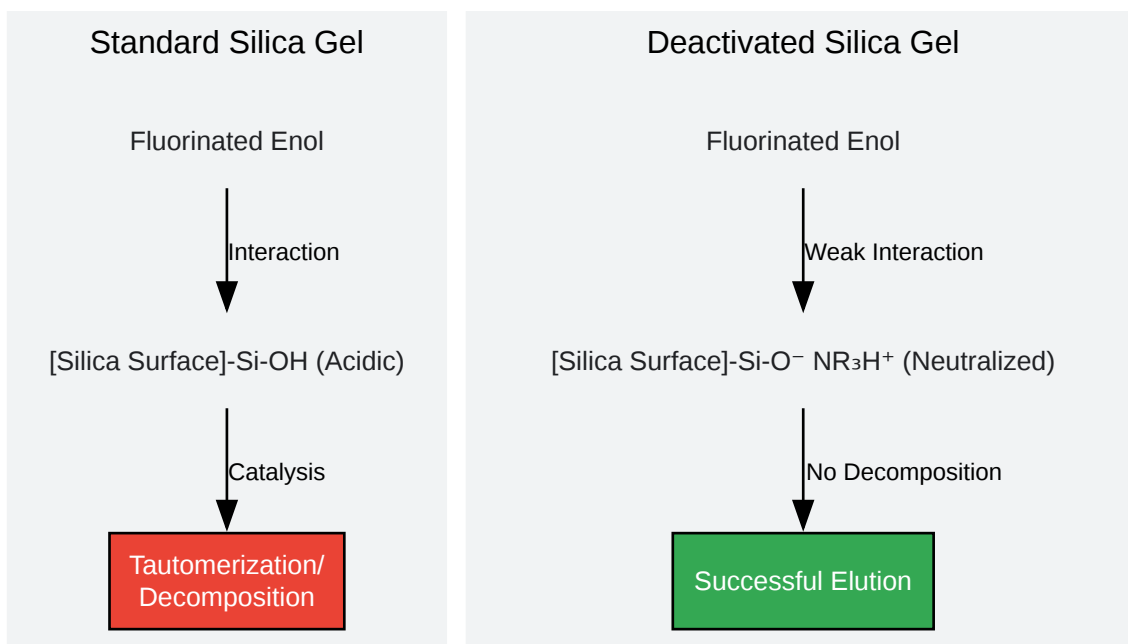 Standard Silica Gel
Fluorinated Enol
Interaction
[Silica Surface]-Si-OH (Acidic)
Catalysis
Tautomerization/
Decomposition
Deactivated Silica Gel
Fluorinated Enol
Weak Interaction
[Silica Surface]-Si-O⁻ NR₃H⁺ (Neutralized)
No Decomposition
Successful Elution